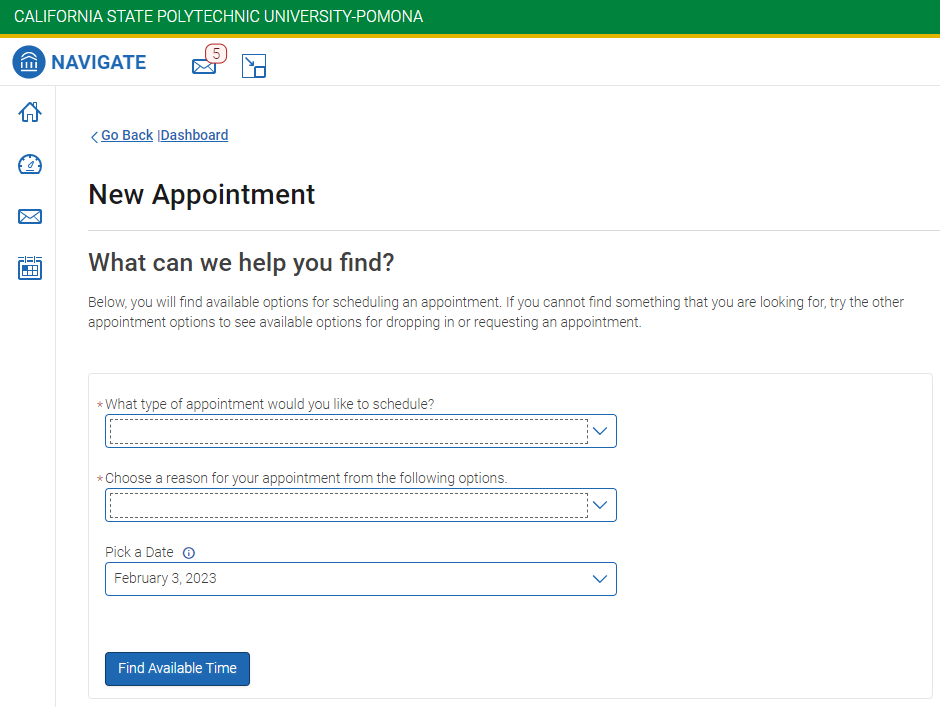 CALIFORNIA STATE POLYTECHNIC UNIVERSITY-POMONA
NAVIGATE
5
Go Back |Dashboard
New Appointment
What can we help you find?
Below, you will find available options for scheduling an appointment. If you cannot find something that you are looking for, try the other
appointment options to see available options for dropping in or requesting an appointment.
*What type of appointment would you like to schedule?
*Choose a reason for your appointment from the following options.
Pick a Date
February 3, 2023
Find Available Time